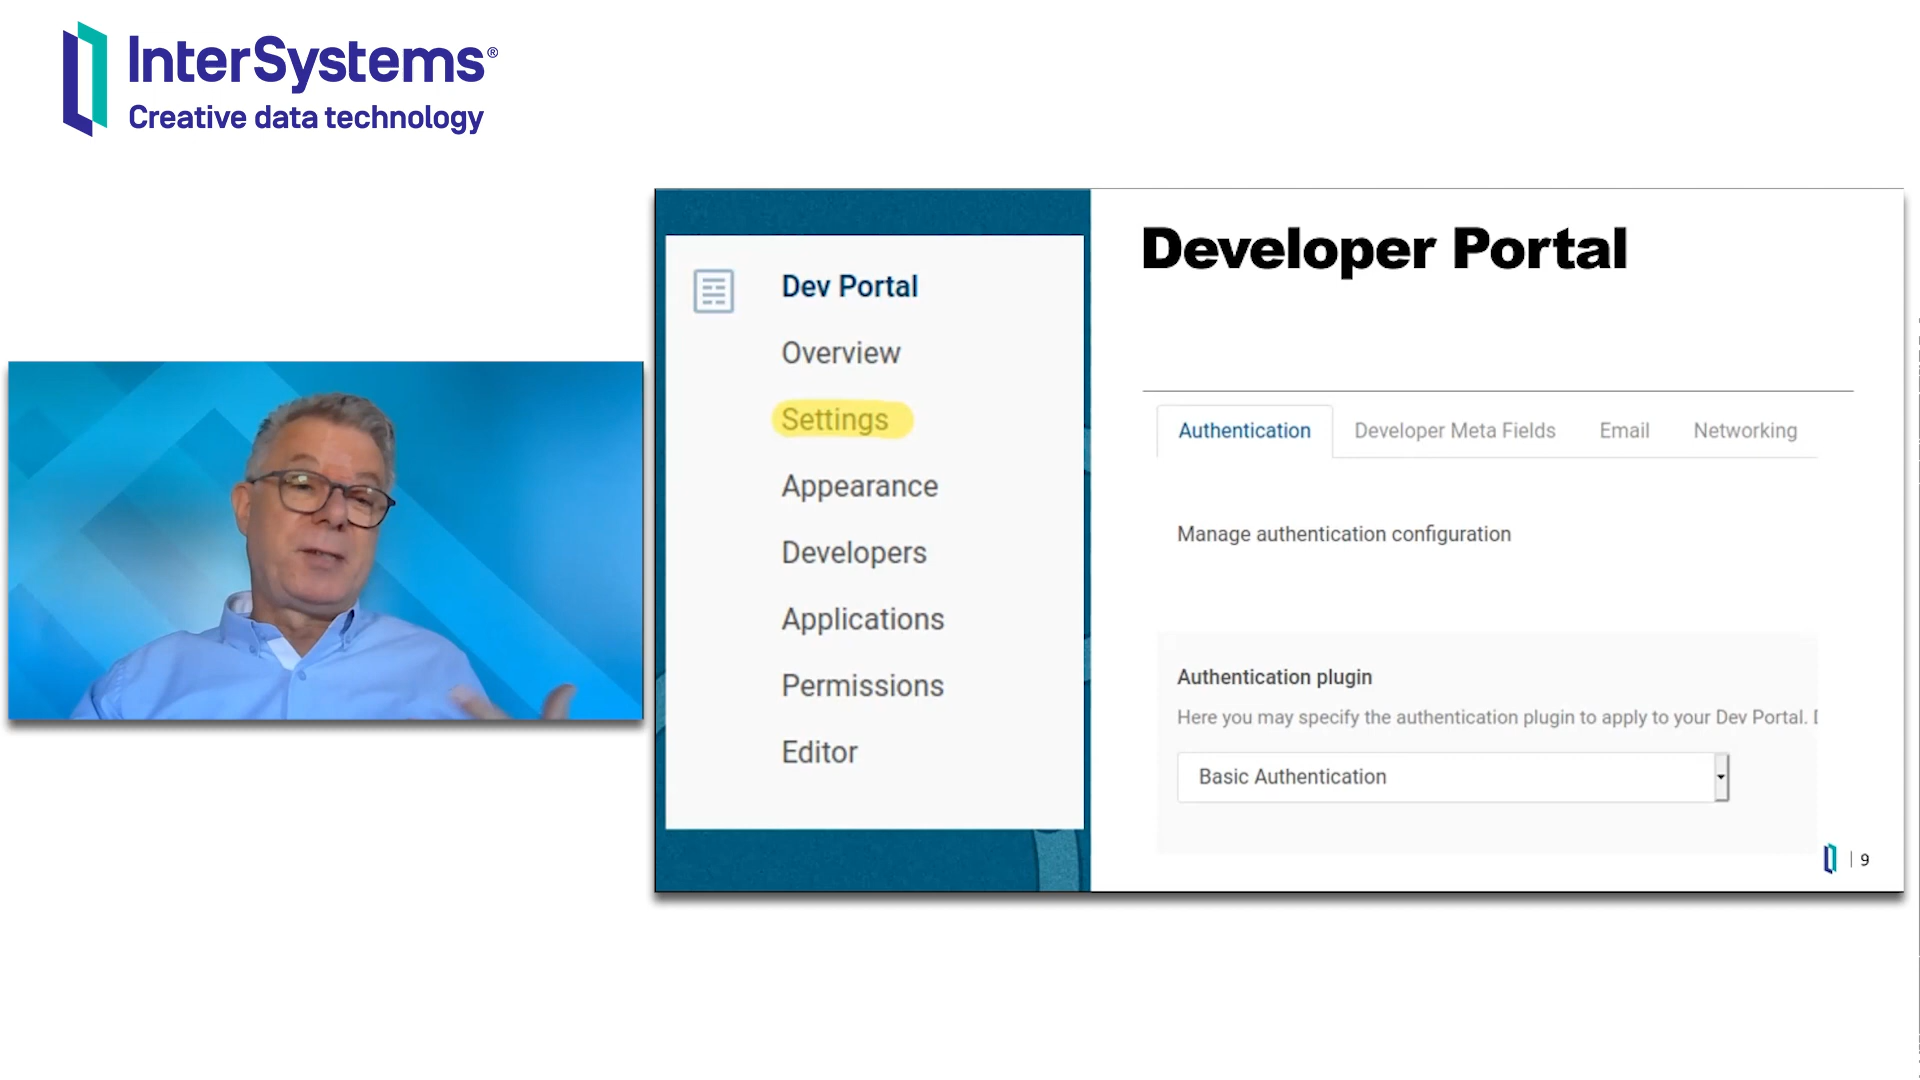 InterSystems®
Creative data technology
Dev Portal
Overview
Settings
Appearance
Developers
Applications
Permissions
Editor
Developer Portal
Authentication Developer Meta Fields Email Networking
Manage authentication configuration
Authentication plugin
Here you may specify the authentication plugin to apply to your Dev Portal.
Basic Authentication
| 9